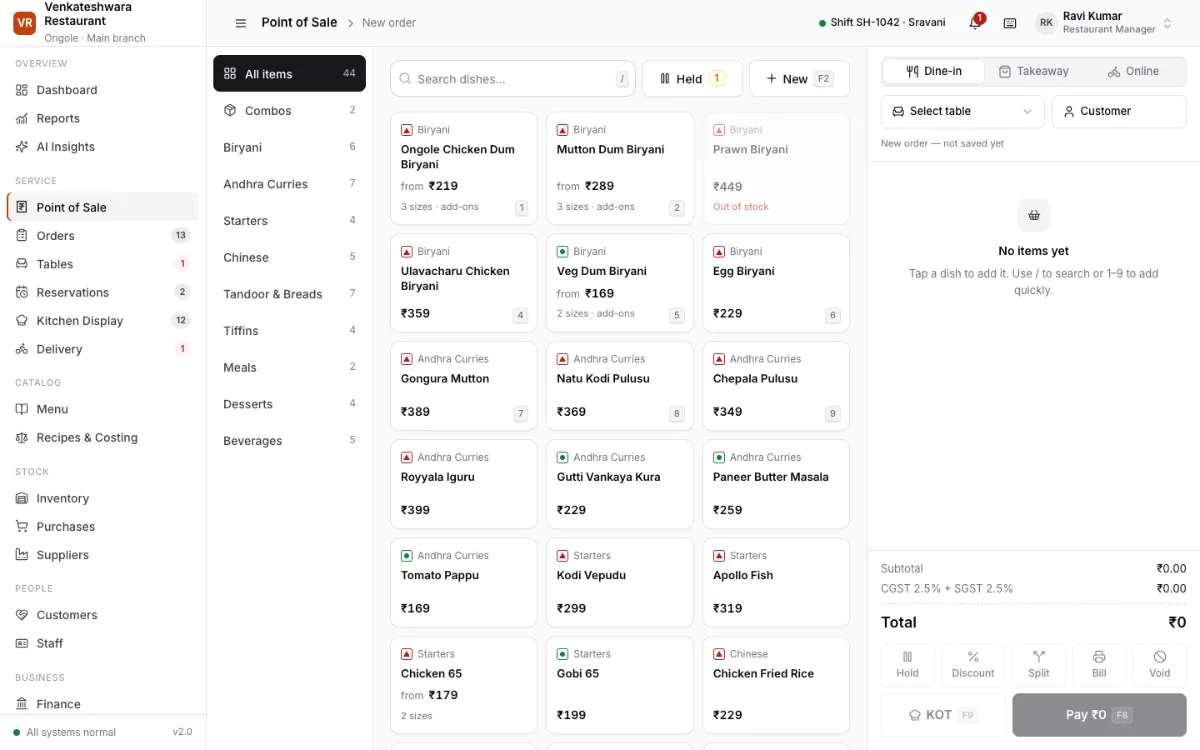 VR
Venkateshwara
Restaurant
Ongole · Main branch
OVERVIEW
Dashboard
Reports
AI Insights
SERVICE
Point of Sale
Orders 13
Tables 1
Reservations 2
Kitchen Display 12
Delivery 1
CATALOG
Menu
Recipes & Costing
STOCK
Inventory
Purchases
Suppliers
PEOPLE
Customers
Staff
BUSINESS
Finance
All systems normal v2.0
Point of Sale > New order
Shift SH-1042 · Sravani
1
RK
Ravi Kumar
Restaurant Manager
All items 44
Combos 2
Biryani 6
Andhra Curries 7
Starters 4
Chinese 5
Tandoor & Breads 7
Tiffins 4
Meals 2
Desserts 4
Beverages 5
Search dishes... /
Held 1
+ New F2
Biryani
Ongole Chicken Dum
Biryani
from ₹219
3 sizes · add-ons 1
Biryani
Mutton Dum Biryani
from ₹289
3 sizes · add-ons 2
Biryani
Prawn Biryani
₹449
Out of stock
Biryani
Ulavacharu Chicken
Biryani
₹359 4
Biryani
Veg Dum Biryani
from ₹169
2 sizes · add-ons 5
Biryani
Egg Biryani
₹229 6
Andhra Curries
Gongura Mutton
₹389 7
Andhra Curries
Natu Kodi Pulusu
₹369 8
Andhra Curries
Chepala Pulusu
₹349 9
Andhra Curries
Royyala Iguru
₹399
Andhra Curries
Gutti Vankaya Kura
₹229
Andhra Curries
Paneer Butter Masala
₹259
Andhra Curries
Tomato Pappu
₹169
Starters
Kodi Vepudu
₹299
Starters
Apollo Fish
₹319
Starters
Chicken 65
from ₹179
2 sizes
Starters
Gobi 65
₹199
Chinese
Chicken Fried Rice
₹229
Dine-in
Takeaway
Online
Select table
Customer
New order — not saved yet
No items yet
Tap a dish to add it. Use / to search or 1–9 to add
quickly.
Subtotal ₹0.00
CGST 2.5% + SGST 2.5% ₹0.00
Total ₹0
Hold
Discount
Split
Bill
Void
KOT F9
Pay ₹0 F8